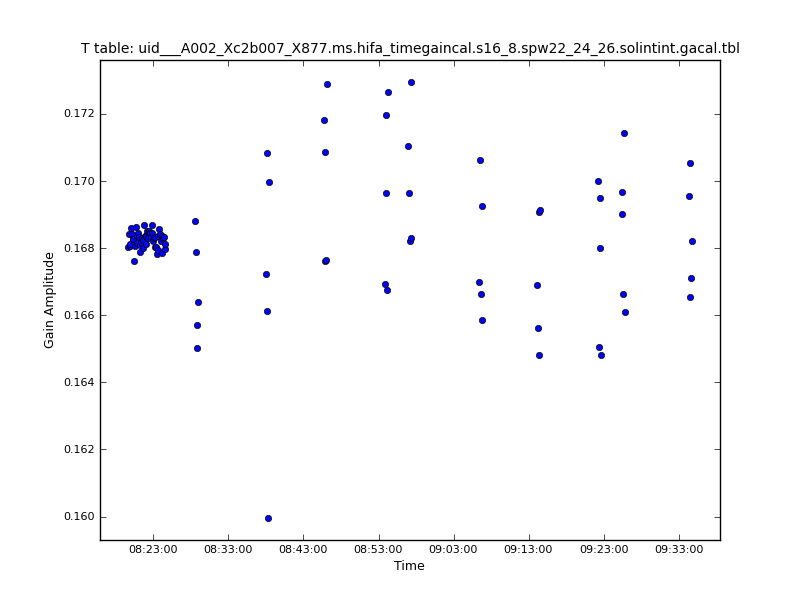 T table: uid___A002_Xc2b007_X877.ms.hifa_timegaincal.s16_8.spw22_24_26.solintint.gacal.tbl
0.172
0.170
0.168
0.166
0.164
0.162
0.160
Gain Amplitude
08:23:00 08:33:00 08:43:00 08:53:00 09:03:00 09:13:00 09:23:00 09:33:00
Time